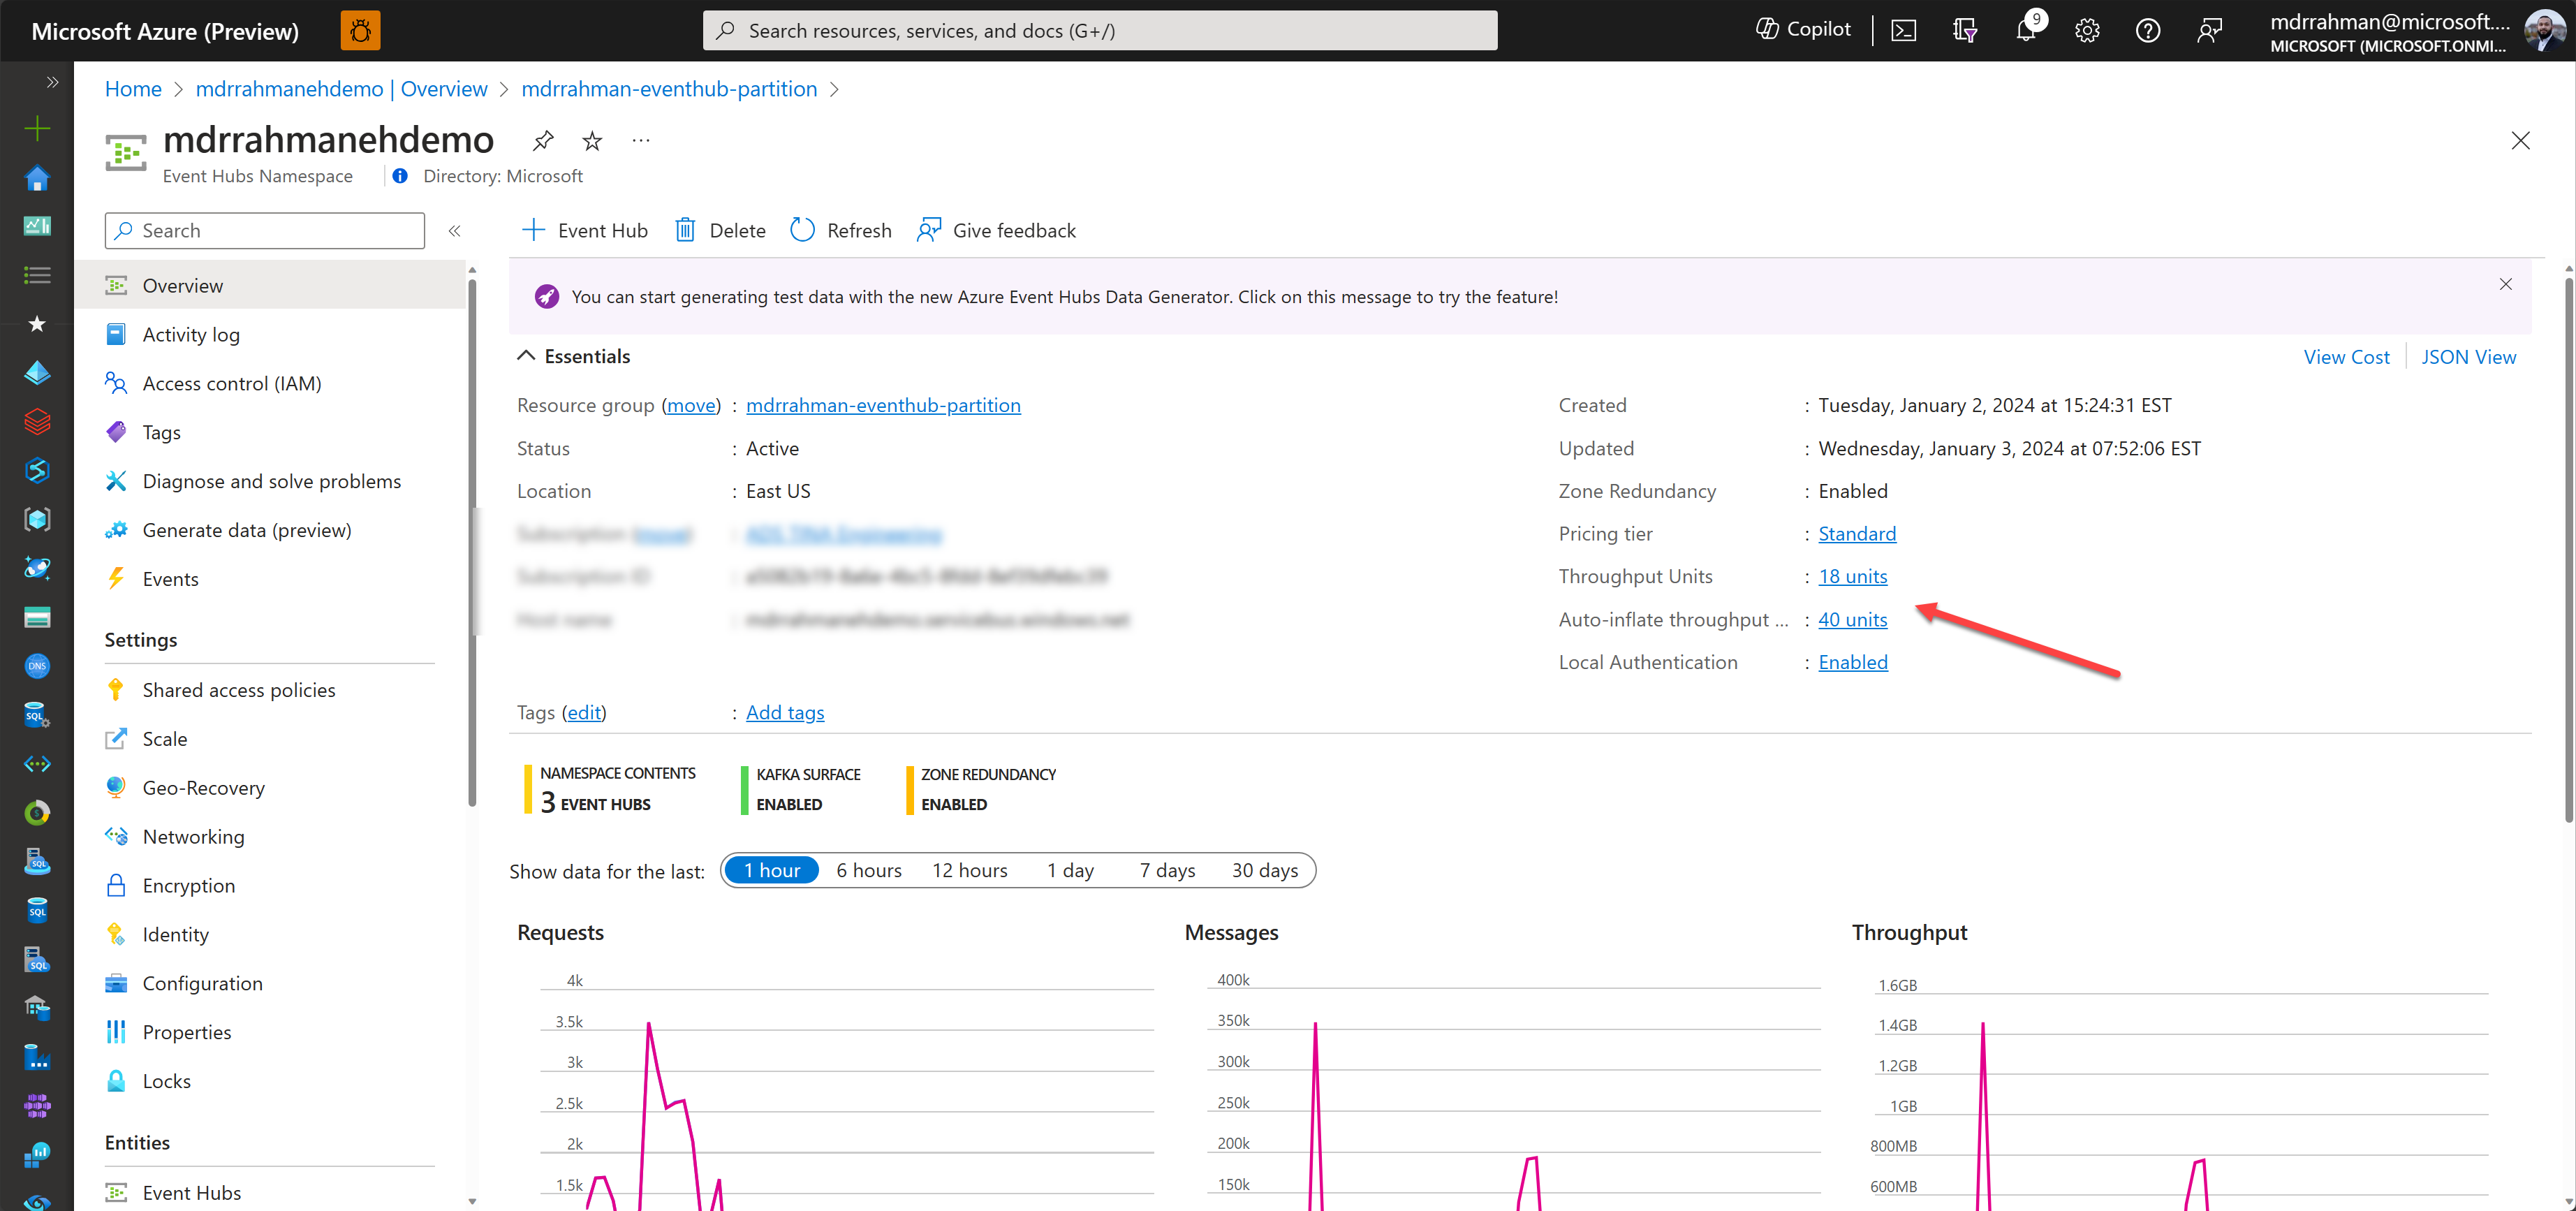 Microsoft Azure (Preview)
Search resources, services, and docs (G+/)
Copilot
9
mdrrahman@microsoft....
MICROSOFT (MICROSOFT.ONMI...
Home > mdrrahmanehdemo | Overview > mdrrahman-eventhub-partition >
mdrrahmanehdemo
...
Event Hubs Namespace
Directory: Microsoft
Search
Event Hub
Delete
Refresh
Give feedback
Overview
Activity log
Access control (IAM)
Tags
Diagnose and solve problems
Generate data (preview)
Events
Settings
Shared access policies
Scale
Geo-Recovery
Networking
Encryption
Identity
Configuration
Properties
Locks
Entities
Event Hubs
DNS
SQL
SQL
SQL
SQL
You can start generating test data with the new Azure Event Hubs Data Generator. Click on this message to try the feature!
Essentials
View Cost
JSON View
Resource group (move) : mdrrahman-eventhub-partition
Status : Active
Location : East US
Tags (edit) : Add tags
Created : Tuesday, January 2, 2024 at 15:24:31 EST
Updated : Wednesday, January 3, 2024 at 07:52:06 EST
Zone Redundancy : Enabled
Pricing tier : Standard
Throughput Units : 18 units
Auto-inflate throughput ... : 40 units
Local Authentication : Enabled
NAMESPACE CONTENTS
3 EVENT HUBS
KAFKA SURFACE
ENABLED
ZONE REDUNDANCY
ENABLED
Show data for the last: 1 hour 6 hours 12 hours 1 day 7 days 30 days
Requests
4k
3.5k
3k
2.5k
2k
1.5k
Messages
400k
350k
300k
250k
200k
150k
Throughput
1.6GB
1.4GB
1.2GB
1GB
800MB
600MB